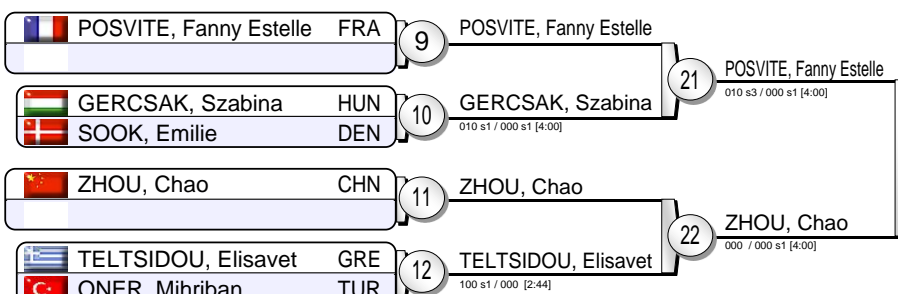 POSVITE, Fanny Estelle FRA
9
POSVITE, Fanny Estelle
21
POSVITE, Fanny Estelle
010 s3 / 000 s1 [4:00]
GERCSAK, Szabina HUN
SOOK, Emilie DEN
10
GERCSAK, Szabina
010 s1 / 000 s1 [4:00]
ZHOU, Chao CHN
11
ZHOU, Chao
22
ZHOU, Chao
000 / 000 s1 [4:00]
TELTSIDOU, Elisavet GRE
ONER, Mihriban TUR
12
TELTSIDOU, Elisavet
100 s1 / 000 [2:44]